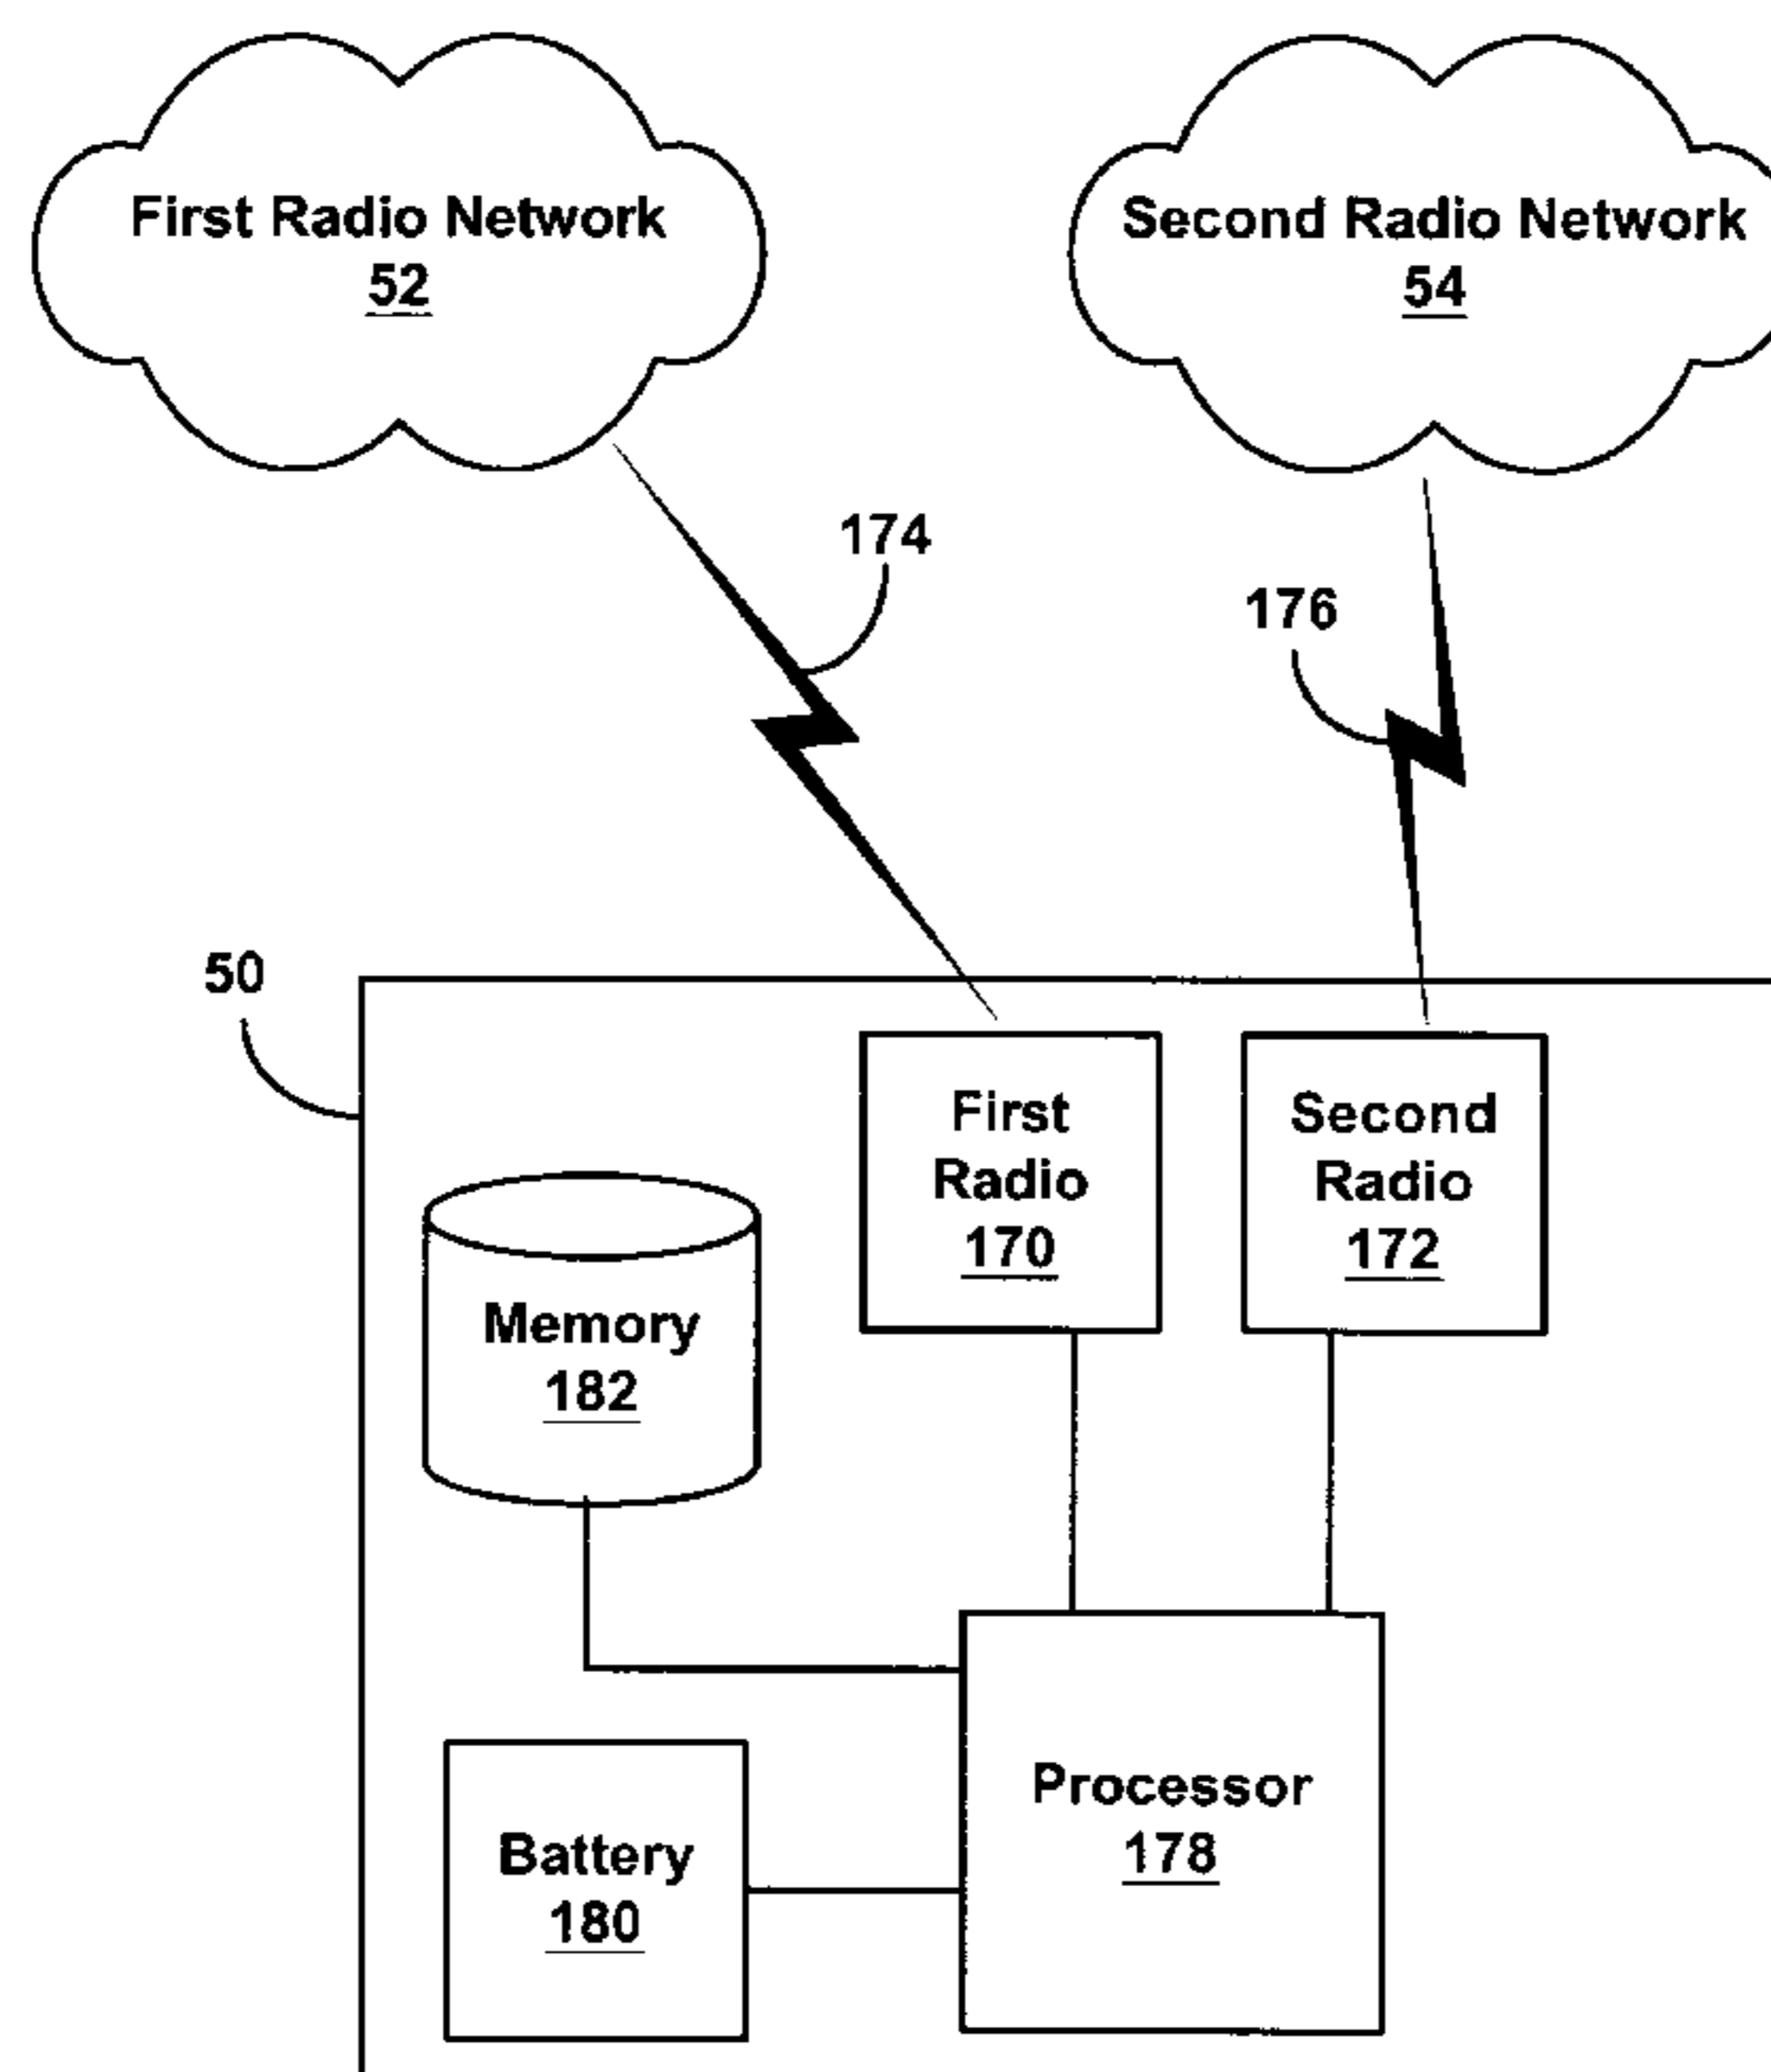 First Radio Network
52
Second Radio Network
54
174
176
50
First
Radio
170
Second
Radio
172
Memory
182
Processor
178
Battery
180